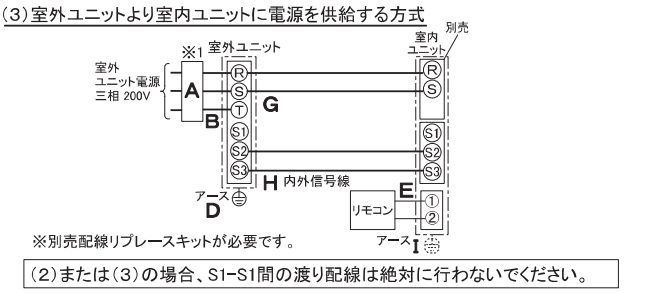 (3)室外ユニットより室内ユニットに電源を供給する方式
別売
※1 室外ユニット
室内
ユニット
室外
ユニット電源
三相 200V
A
B
R
S
T
S1
S2
S3
G
R
S
S1
S2
S3
H 内外信号線
アース
D
E
リモコン
①
②
アース
I
※別売配線リプレースキットが必要です。
(2)または(3)の場合、S1-S1間の渡り配線は絶対に行わないでください。